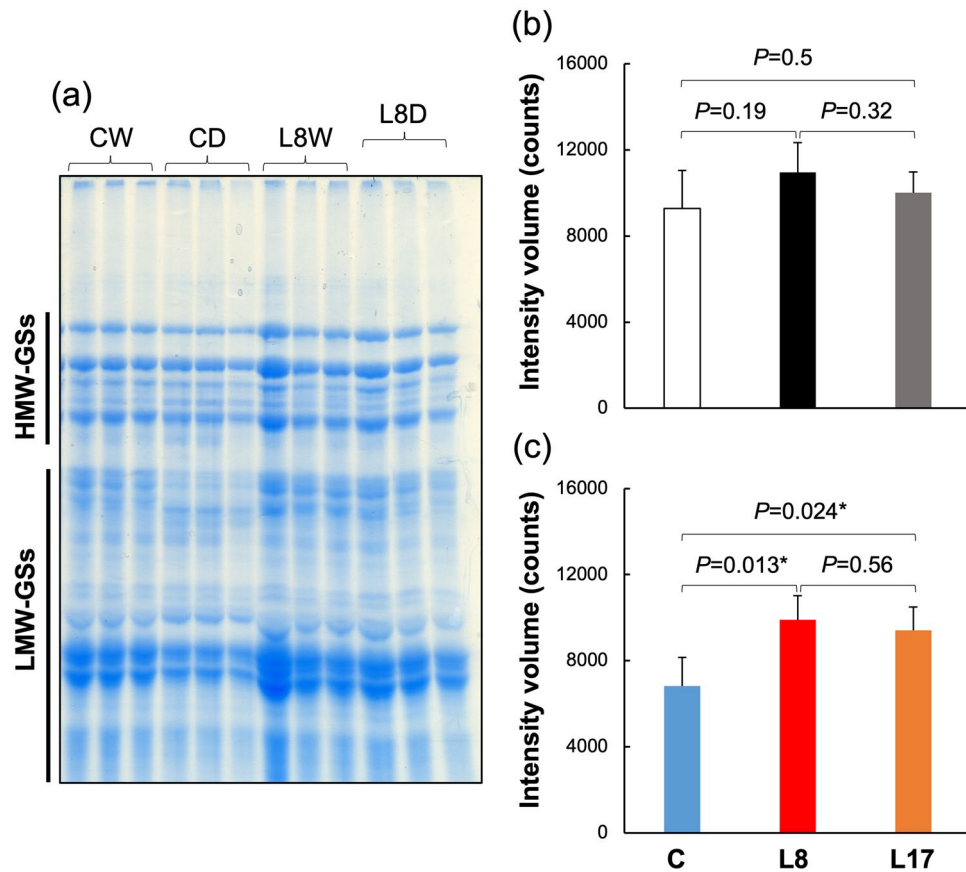 (a)
CW
CD
L8W
L8D
HMW-GSs
LMW-GSs
(b)
Intensity volume (counts)
16000
12000
8000
4000
0
P=0.5
P=0.19
P=0.32
(c)
Intensity volume (counts)
16000
12000
8000
4000
0
P=0.024*
P=0.013*
P=0.56
C
L8
L17